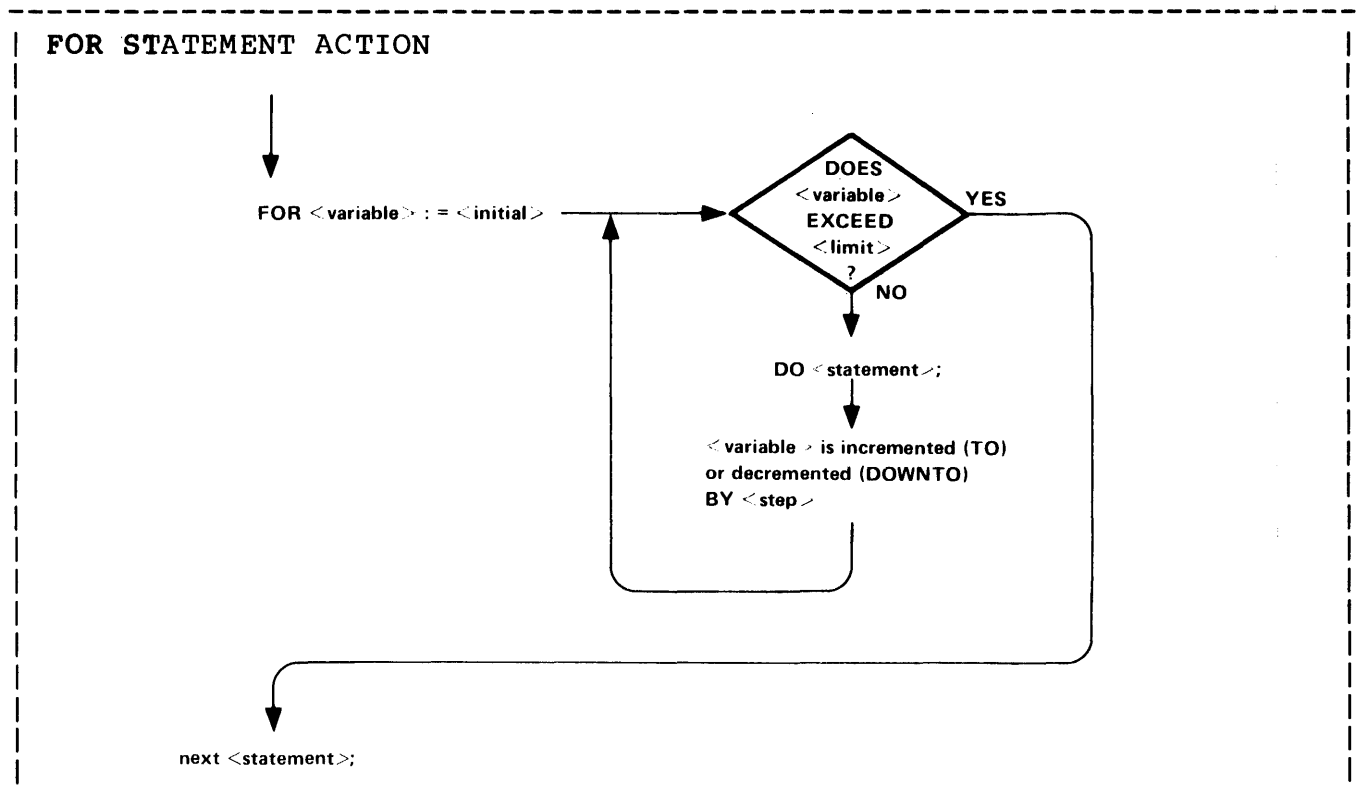 FOR STATEMENT ACTION
FOR <variable> : = <initial>
DOES
<variable>
EXCEED
<limit>
?
YES
NO
DO <statement>;
<variable> is incremented (TO)
or decremented (DOWNTO)
BY <step>
next <statement>;